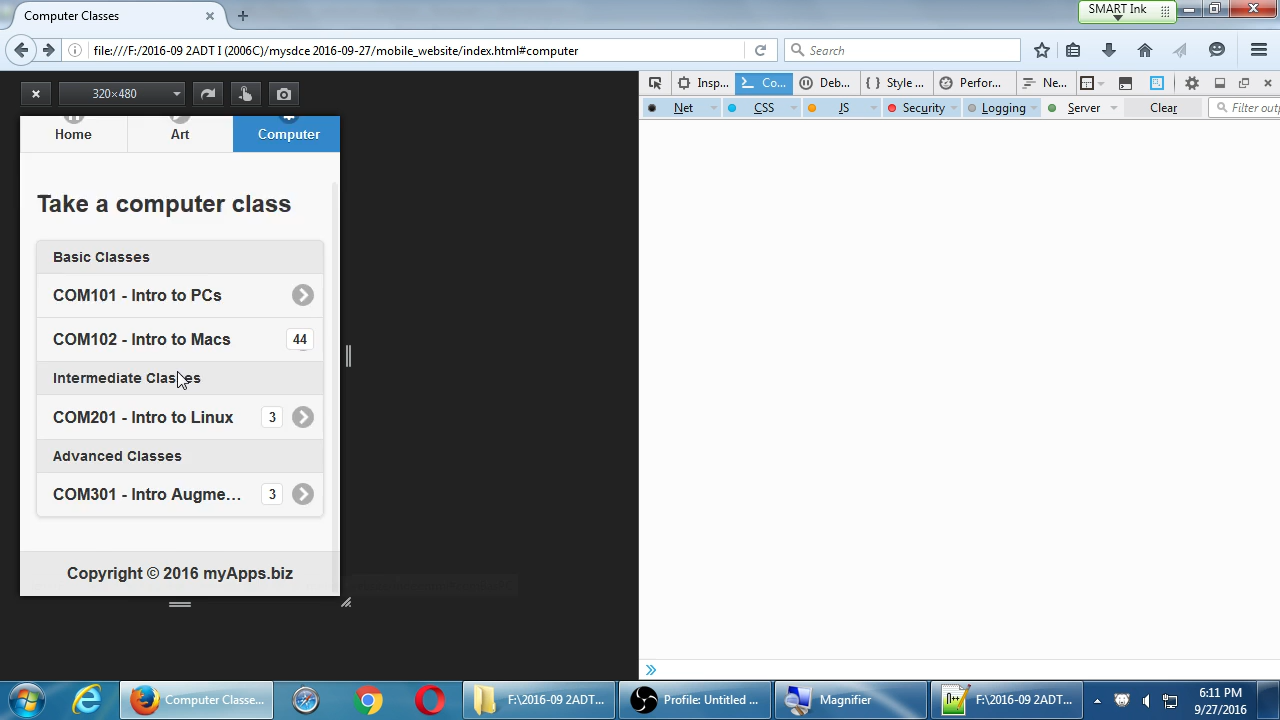 Computer Classes
SMART Ink
file:///F:/2016-09 2ADT I (2006C)/mysdce 2016-09-27/mobile_website/index.html#computer
Search
320×480
Insp...
Co...
Deb...
Style ...
Perfor...
Ne...
Net
CSS
JS
Security
Logging
Server
Clear
Filter outp
Home
Art
Computer
Take a computer class
Basic Classes
COM101 - Intro to PCs
COM102 - Intro to Macs
44
Intermediate Classes
COM201 - Intro to Linux
3
Advanced Classes
COM301 - Intro Augme...
3
Copyright © 2016 myApps.biz
Computer Classe...
F:\2016-09 2ADT...
Profile: Untitled ...
Magnifier
F:\2016-09 2ADT...
6:11 PM
9/27/2016